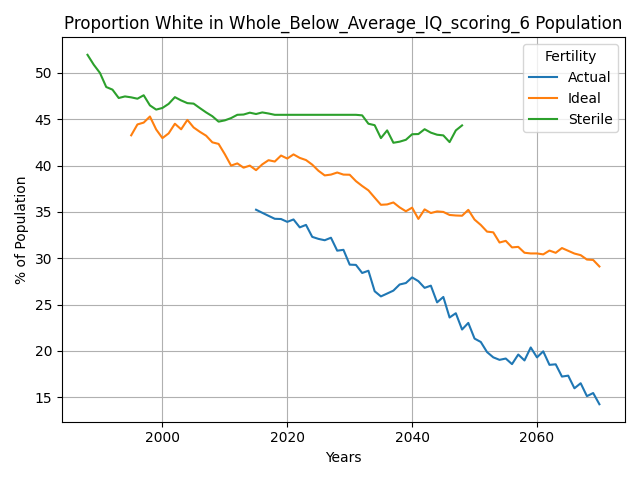 Proportion White in Whole_Below_Average_IQ_scoring_6 Population
% of Population
50
45
40
35
30
25
20
15
Fertility
Actual
Ideal
Sterile
2000
2020
2040
2060
Years